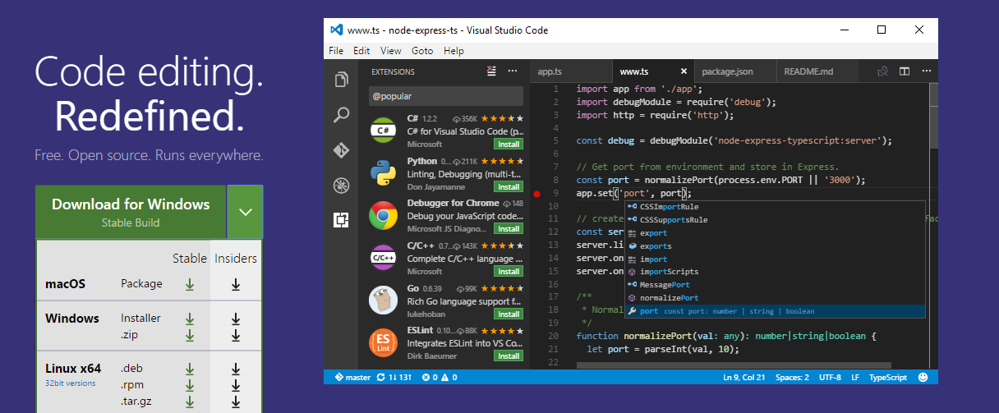 Code editing.
Redefined.
Free. Open source. Runs everywhere.
Download for Windows
Stable Build
Stable Insiders
macOS Package
Windows Installer
.zip
Linux x64 .deb
32bit versions .rpm
.tar.gz
www.ts - node-express-ts - Visual Studio Code
File Edit View Goto Help
EXTENSIONS ···
@popular
C# 1.2.2 356K
C# for Visual Studio Code (p...
Microsoft Install
C#
Python 0.... 211K
Linting, Debugging (multi-t...
Don Jayamanne Install
Debugger for Chrome 148
Debug your JavaScript code...
Microsoft JS Diagno... Install
C/C++ 0.7... 143K
Complete C/C++ language ...
Microsoft Install
C/C++
Go 0.6.39 99K
Rich Go language support f...
lukehoban Install
ESLint 0.10... 88K
Integrates ESLint into VS Co...
Dirk Baeumer Install
ES
Lint
app.ts www.ts × package.json README.md ···
1 import app from './app';
2 import debugModule = require('debug');
3 import http = require('http');
4
5 const debug = debugModule('node-express-typescript:server');
6
7 // Get port from environment and store in Express.
8 const port = normalizePort(process.env.PORT || '3000');
9 app.set('port', port);
10
11 // create
12 const ser
13 server.li
14 server.on
15 server.on
16
17 /**
18 * Normal
19 */
20 function normalizePort(val: any): number|string|boolean {
21 let port = parseInt(val, 10);
22
CSSImportRule
CSSSupportsRule
export
exports
import
importScripts
MessagePort
normalizePort
port const port: number | string | boolean
master 1↓ 13↑ 0 0
Ln 9, Col 21 Spaces: 2 UTF-8 LF TypeScript